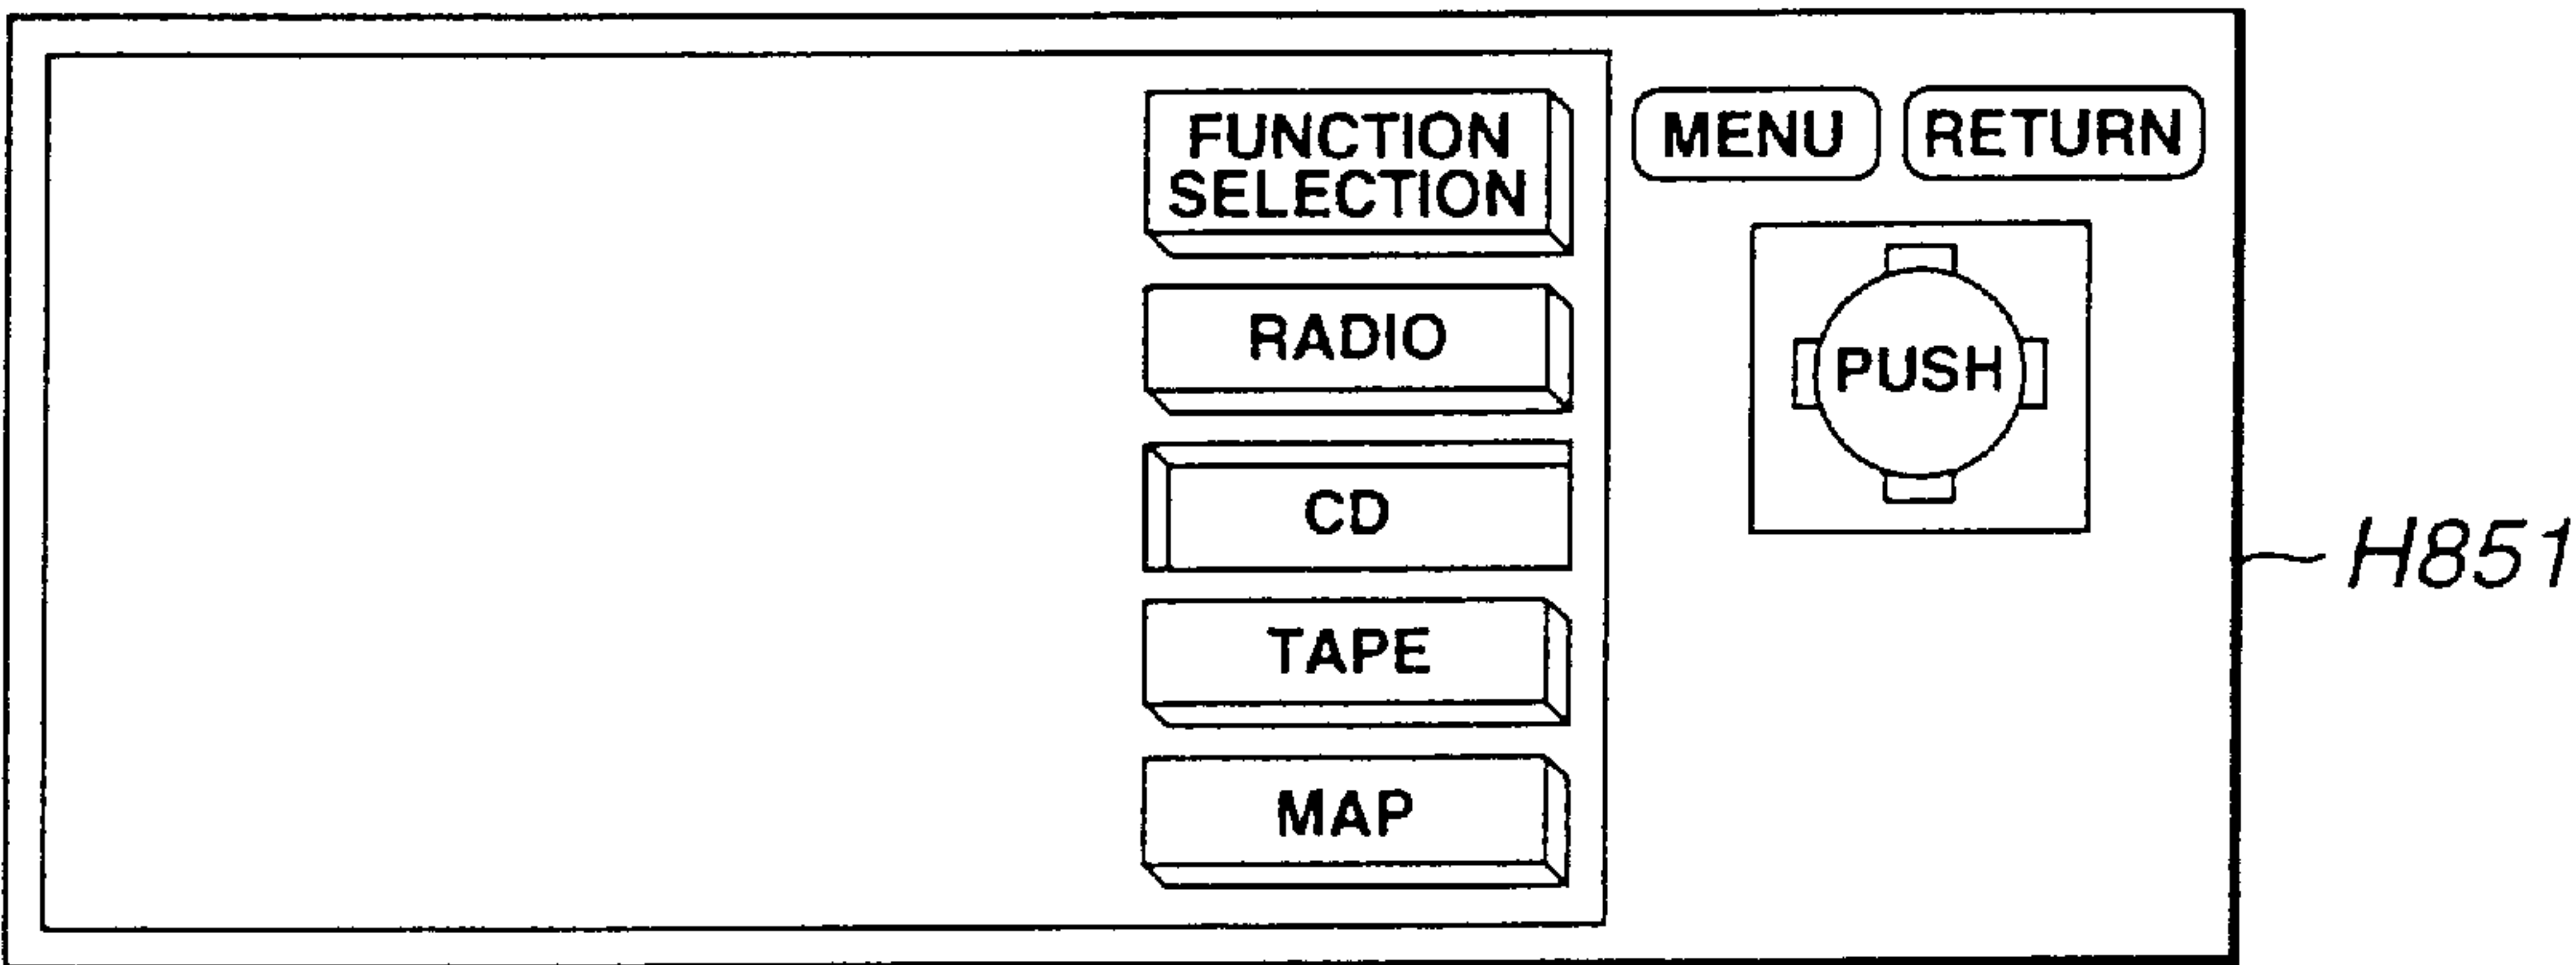 FUNCTION
SELECTION
MENU
RETURN
RADIO
PUSH
CD
H851
TAPE
MAP